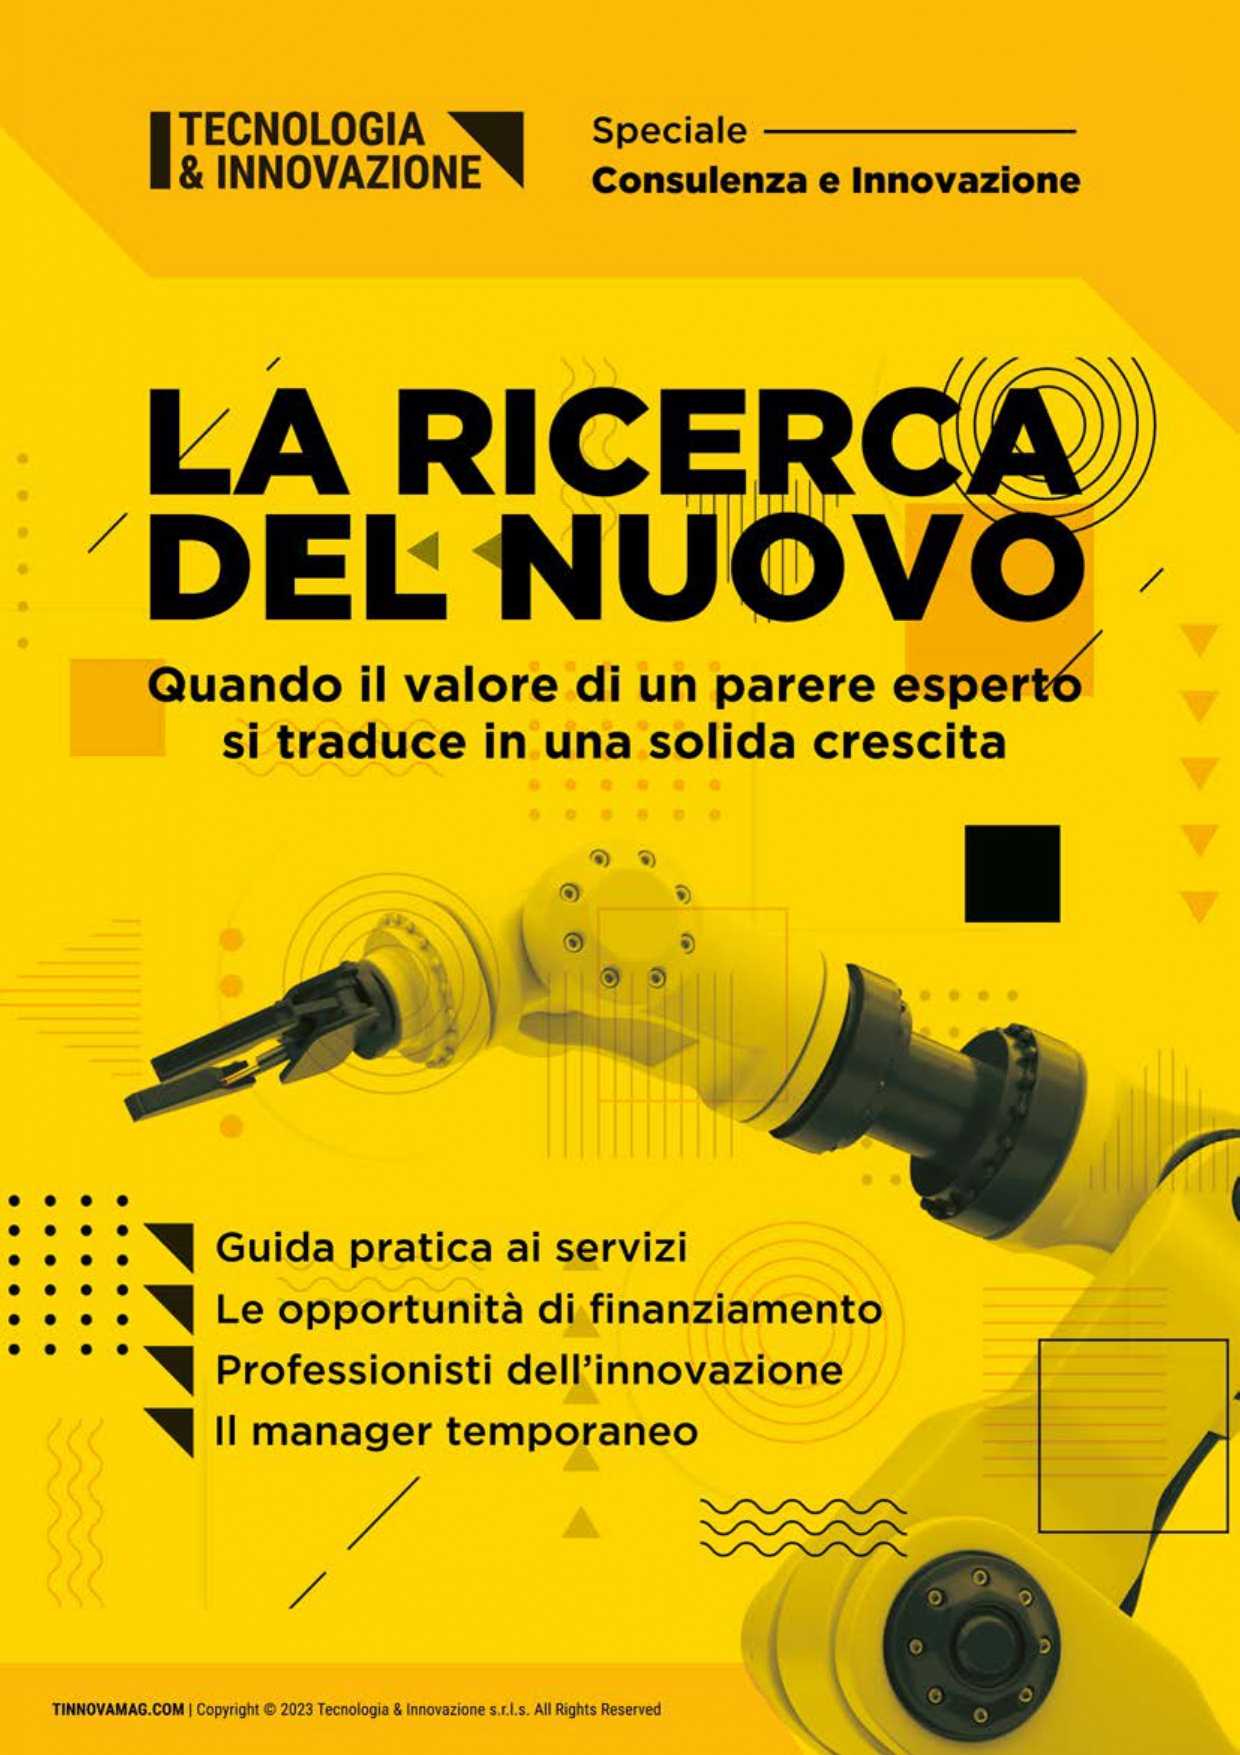 TECNOLOGIA
& INNOVAZIONE
Speciale
Consulenza e Innovazione
LA RICERCA
DEL NUOVO
Quando il valore di un parere esperto
si traduce in una solida crescita
Guida pratica ai servizi
Le opportunità di finanziamento
Professionisti dell'innovazione
Il manager temporaneo
TINNOVAMAG.COM | Copyright © 2023 Tecnologia & Innovazione s.r.l.s. All Rights Reserved